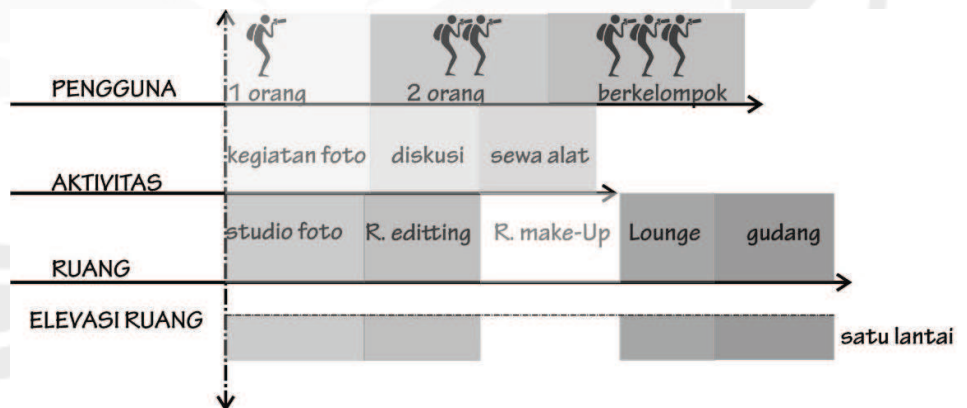 PENGGUNA 1 orang 2 orang berkelompok
kegiatan foto diskusi sewa alat
AKTIVITAS
studio foto R. editting R. make-Up Lounge gudang
RUANG
ELEVASI RUANG
satu lantai